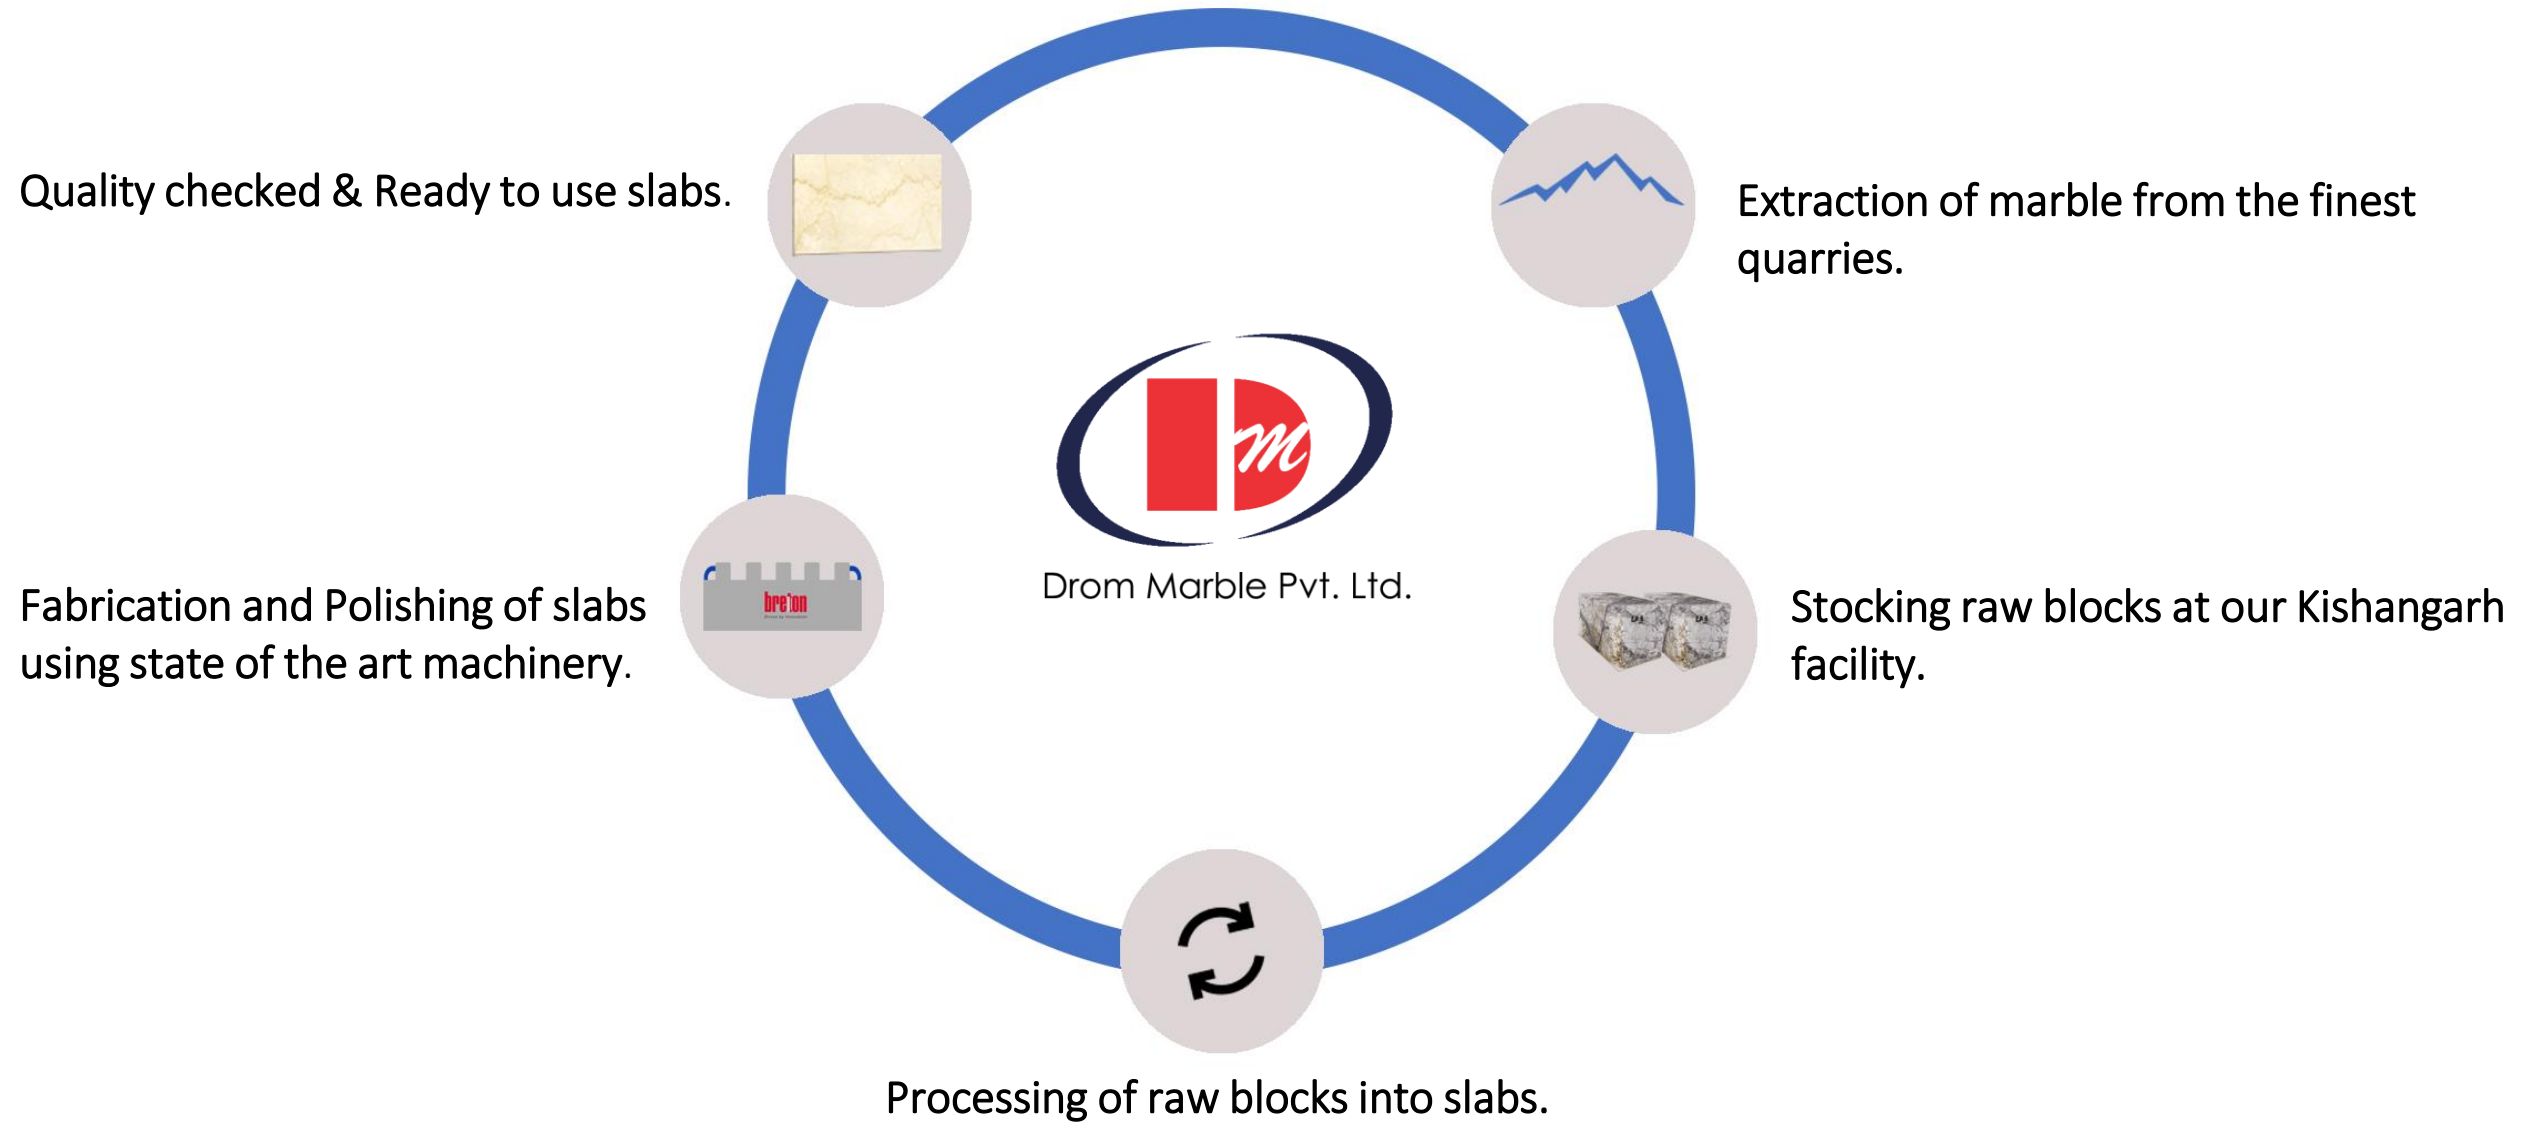 Quality checked & Ready to use slabs.
Extraction of marble from the finest
quarries.
Dm
Drom Marble Pvt. Ltd.
Fabrication and Polishing of slabs
using state of the art machinery.
breton
Stocking raw blocks at our Kishangarh
facility.
Processing of raw blocks into slabs.